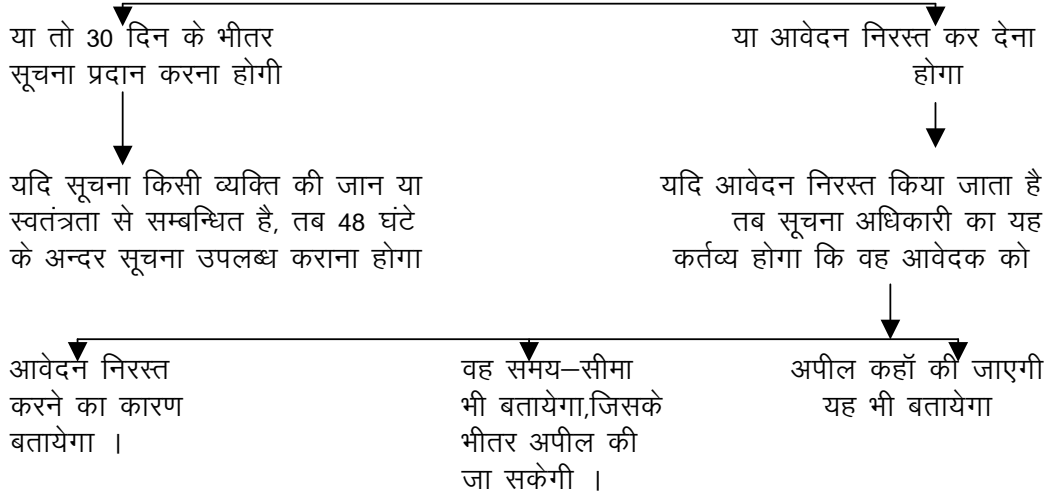 या तो 30 दिन के भीतर
सूचना प्रदान करना होगी
या आवेदन निरस्त कर देना
होगा
यदि सूचना किसी व्यक्ति की जान या
स्वतंत्रता से सम्बन्धित है, तब 48 घंटे
के अन्दर सूचना उपलब्ध कराना होगा
यदि आवेदन निरस्त किया जाता है
तब सूचना अधिकारी का यह
कर्तव्य होगा कि वह आवेदक को
आवेदन निरस्त
करने का कारण
बतायेगा ।
वह समय–सीमा
भी बतायेगा,जिसके
भीतर अपील की
जा सकेगी ।
अपील कहॉ की जाएगी
यह भी बतायेगा